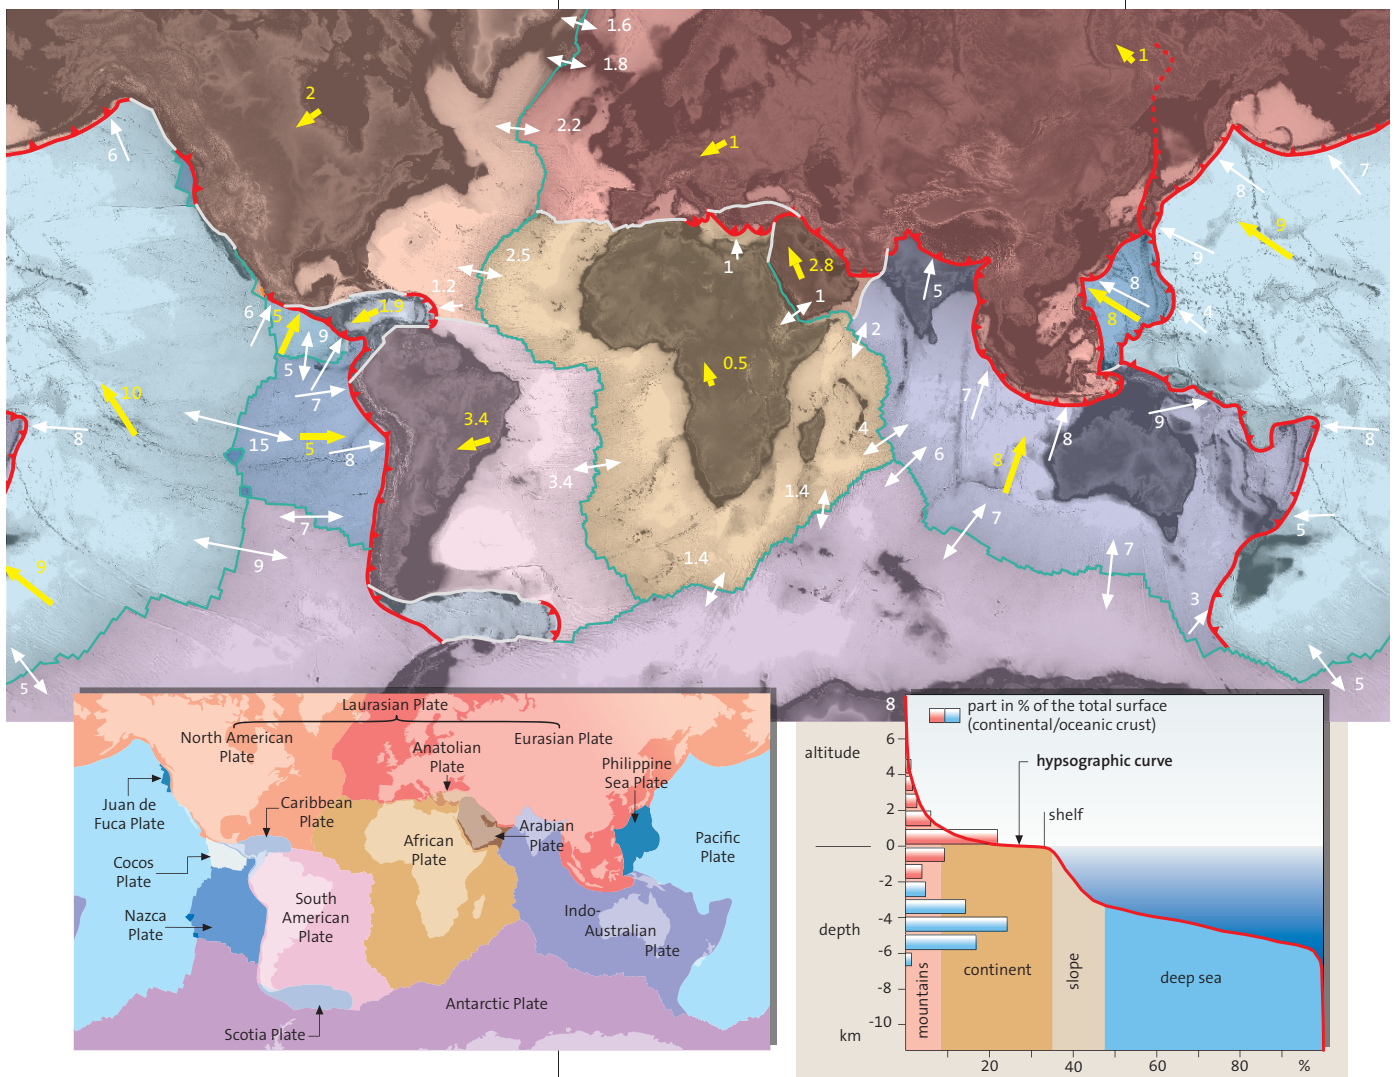 1.6
1.8
1
2
2.2
1
6
7
8
9
9
2.5
2.8
1
1.2
1
5
8
4
8
6
5
1.9
9
2
5
0.5
10
7
7
3.4
8
15
5
8
4
8
9
8
6
8
3.4
1.4
7
7
5
9
9
1.4
7
3
5
5
Laurasian Plate
North American
Plate
Anatolian
Plate
Eurasian Plate
Philippine
Sea Plate
Juan de
Fuca Plate
Caribbean
Plate
African
Plate
Arabian
Plate
Pacific
Plate
Cocos
Plate
Nazca
Plate
South
American
Plate
Indo-
Australian
Plate
Antarctic Plate
Scotia Plate
8
part in % of the total surface
(continental/oceanic crust)
6
altitude
hypsographic curve
4
2
shelf
0
-2
-4
depth
-6
-8
-10
km
mountains
continent
slope
deep sea
20
40
60
80
%